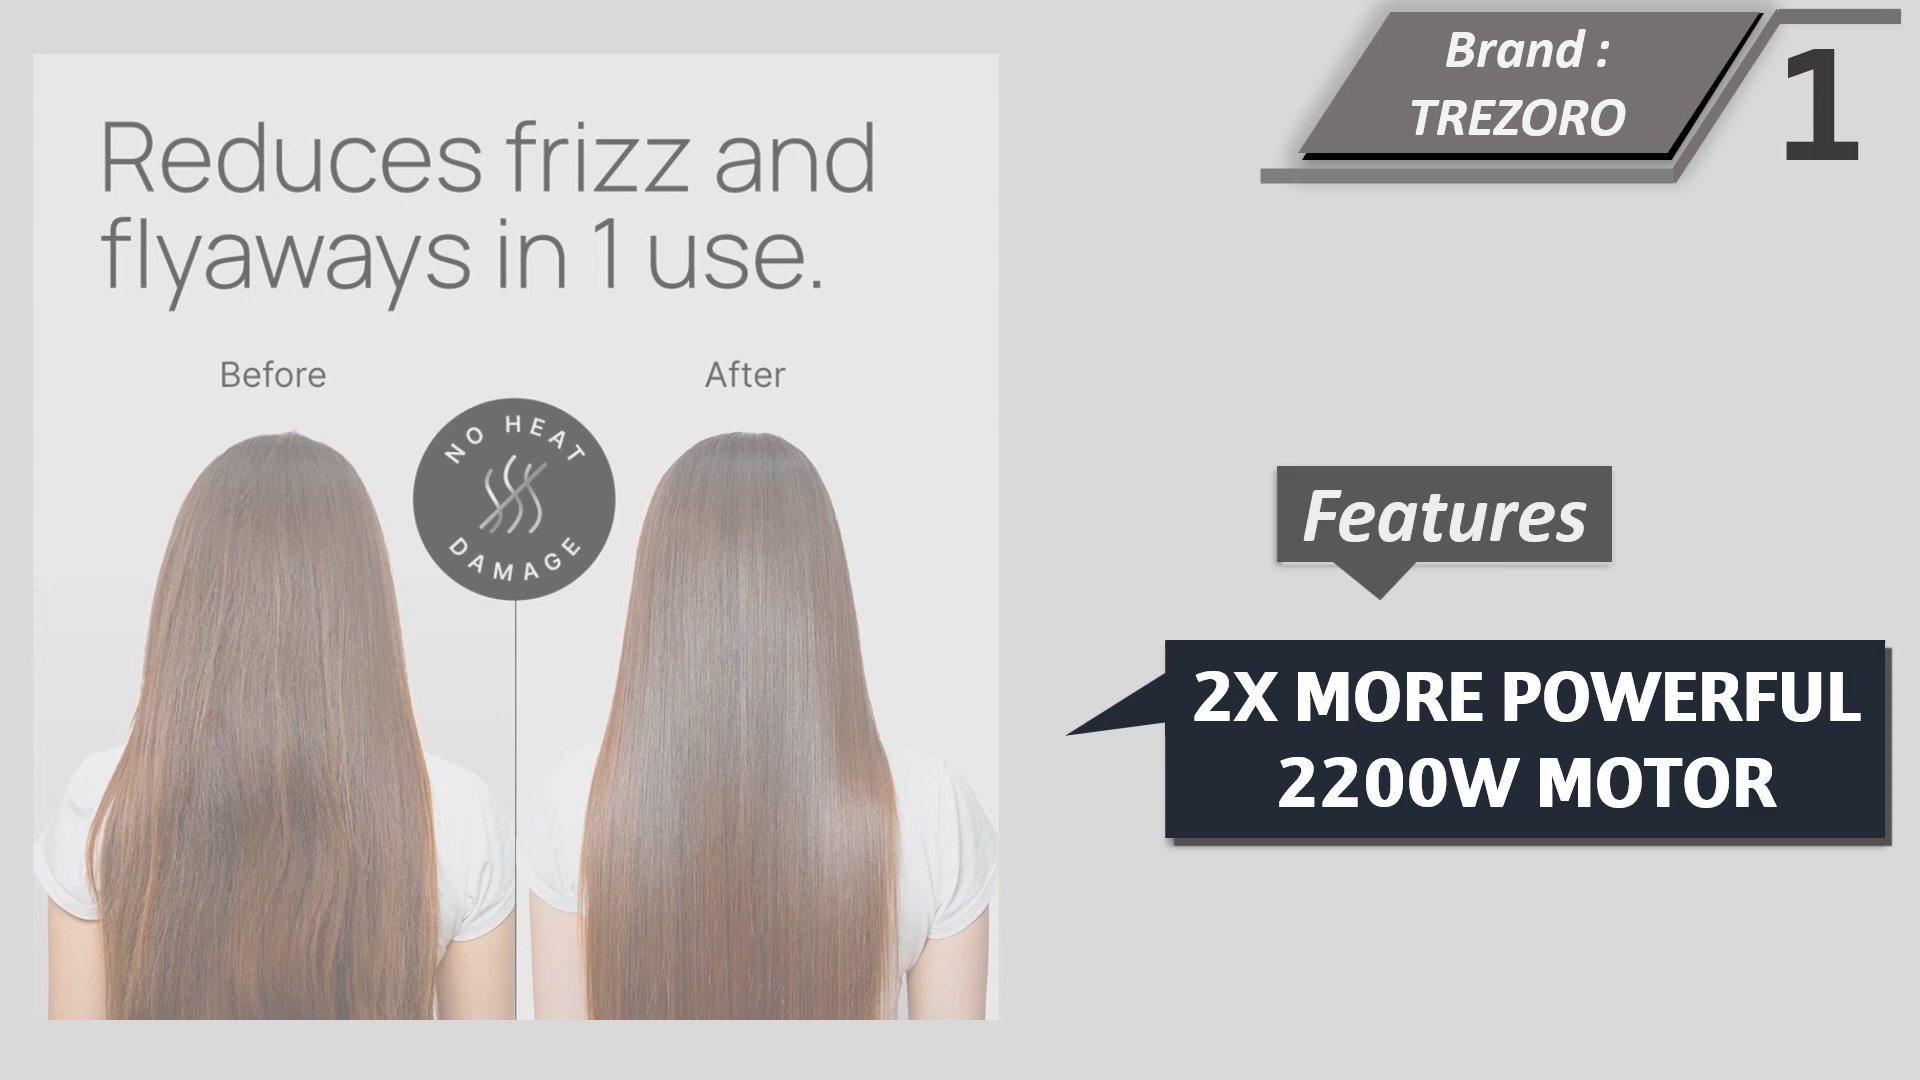 Reduces frizz and
flyaways in 1 use.
Before
After
NO HEAT
DAMAGE
Brand :
TREZORO
1
Features
2X MORE POWERFUL
2200W MOTOR